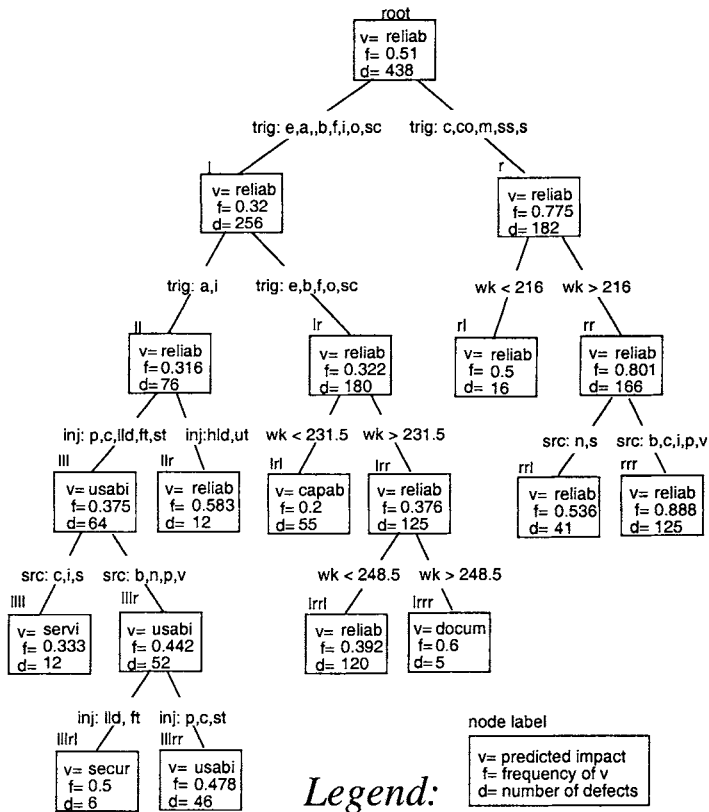 root
v= reliab
f= 0.51
d= 438
trig: e,a,,b,f,i,o,sc
trig: c,co,m,ss,s
l
v= reliab
f= 0.32
d= 256
r
v= reliab
f= 0.775
d= 182
trig: a,i
trig: e,b,f,o,sc
wk < 216
wk > 216
ll
v= reliab
f= 0.316
d= 76
lr
v= reliab
f= 0.322
d= 180
rl
v= reliab
f= 0.5
d= 16
rr
v= reliab
f= 0.801
d= 166
inj: p,c,lld,ft,st
inj:hld,ut
wk < 231.5
wk > 231.5
src: n,s
src: b,c,i,p,v
lll
v= usabi
f= 0.375
d= 64
llr
v= reliab
f= 0.583
d= 12
lrl
v= capab
f= 0.2
d= 55
lrr
v= reliab
f= 0.376
d= 125
rrl
v= reliab
f= 0.536
d= 41
rrr
v= reliab
f= 0.888
d= 125
src: c,i,s
src: b,n,p,v
wk < 248.5
wk > 248.5
llll
v= servi
f= 0.333
d= 12
lllr
v= usabi
f= 0.442
d= 52
lrrl
v= reliab
f= 0.392
d= 120
lrrr
v= docum
f= 0.6
d= 5
inj: lld, ft
inj: p,c,st
lllrl
v= secur
f= 0.5
d= 6
lllrr
v= usabi
f= 0.478
d= 46
Legend:
node label
v= predicted impact
f= frequency of v
d= number of defects